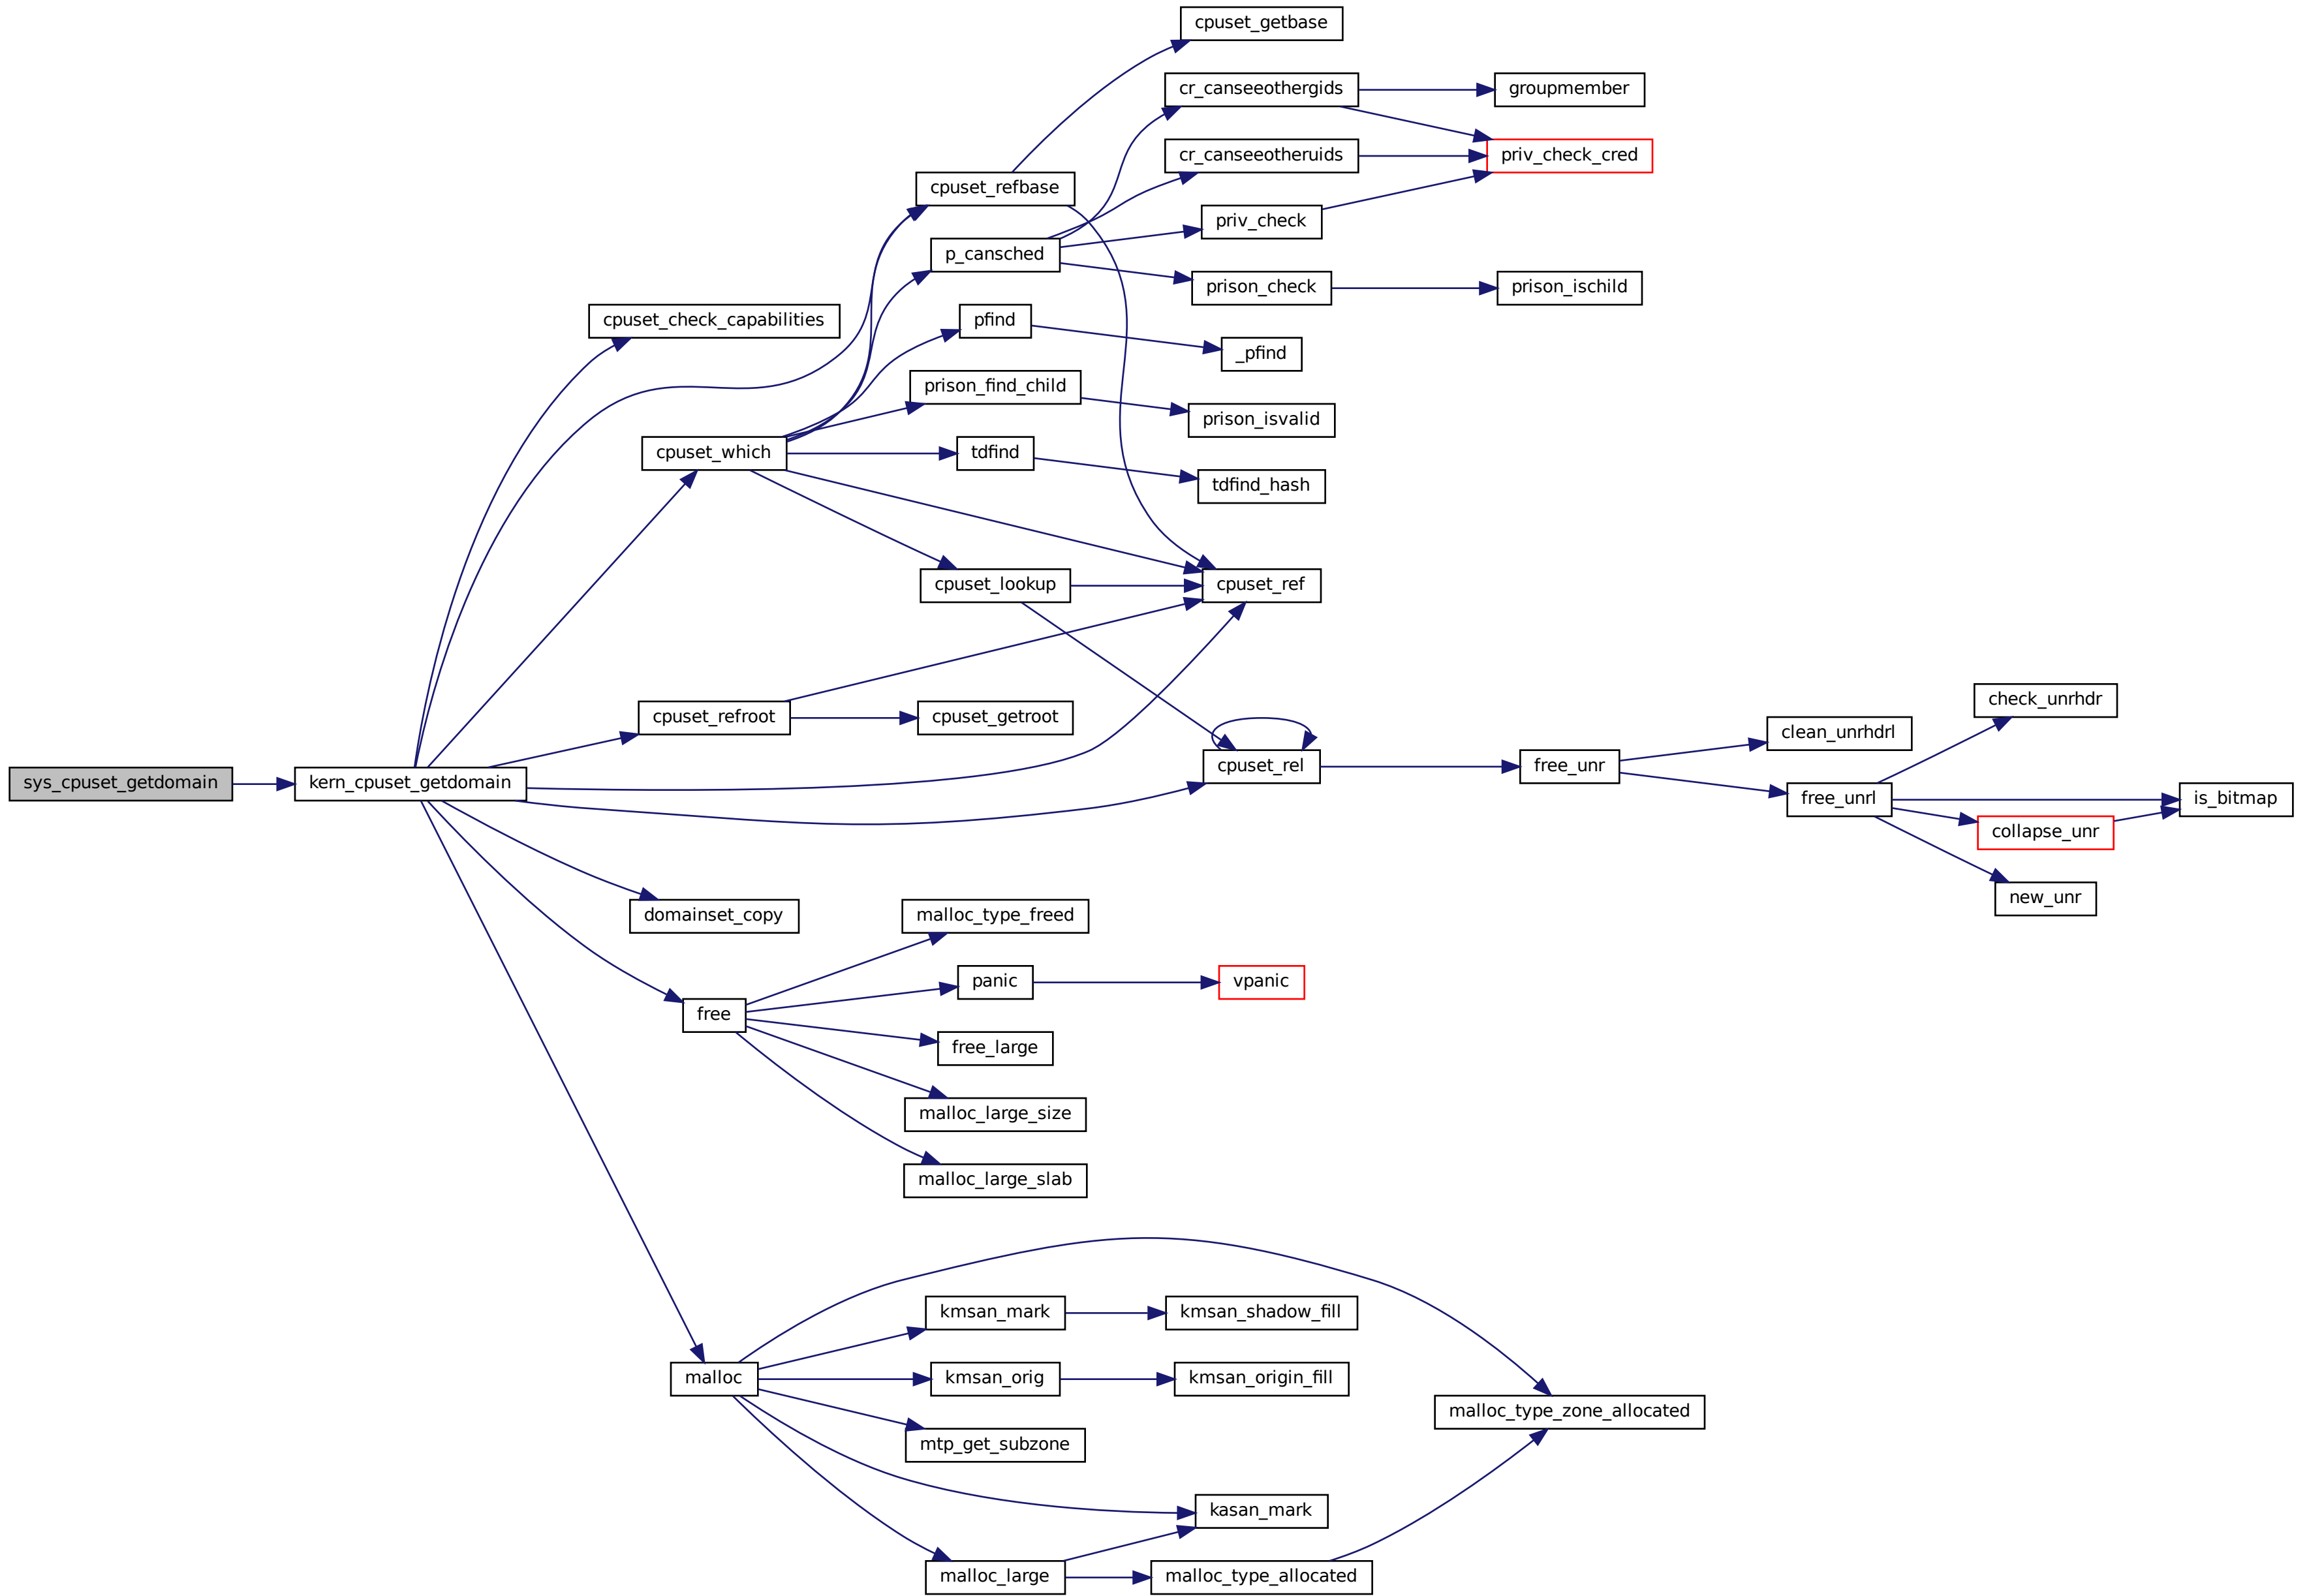 cpuset_getbase
cr_canseeothergids
groupmember
cr_canseeotheruids
priv_check_cred
cpuset_refbase
priv_check
p_cansched
prison_check
prison_ischild
cpuset_check_capabilities
pfind
_pfind
prison_find_child
prison_isvalid
cpuset_which
tdfind
tdfind_hash
cpuset_lookup
cpuset_ref
cpuset_refroot
cpuset_getroot
check_unrhdr
clean_unrhdrl
cpuset_rel
free_unr
sys_cpuset_getdomain
kern_cpuset_getdomain
free_unrl
is_bitmap
collapse_unr
new_unr
domainset_copy
malloc_type_freed
panic
vpanic
free
free_large
malloc_large_size
malloc_large_slab
kmsan_mark
kmsan_shadow_fill
malloc
kmsan_orig
kmsan_origin_fill
malloc_type_zone_allocated
mtp_get_subzone
kasan_mark
malloc_large
malloc_type_allocated